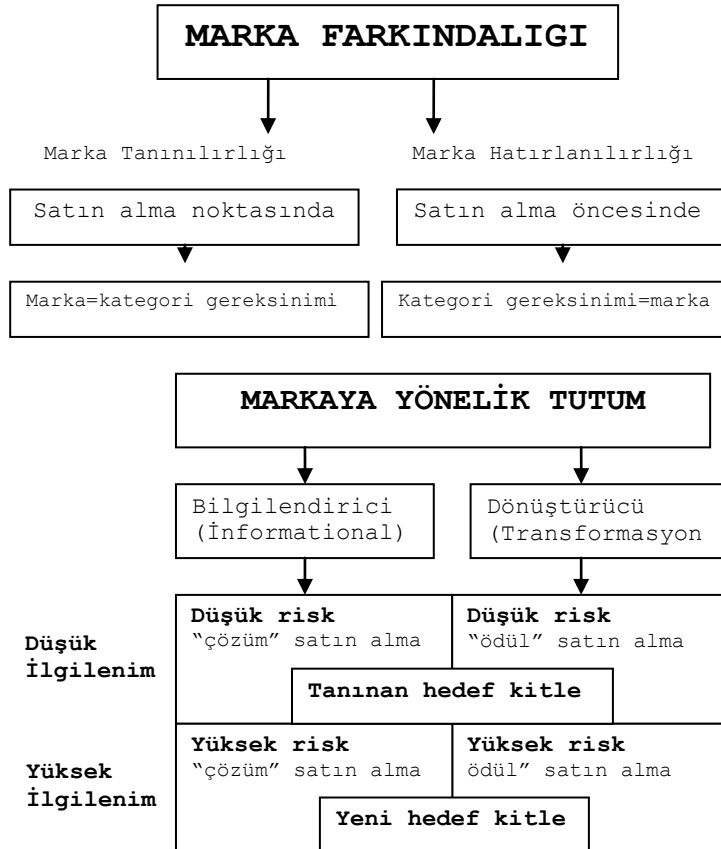 MARKA FARKINDALIGI
Marka Tanınılırlığı
Marka Hatırlanılırlığı
Satın alma noktasında
Satın alma öncesinde
Marka=kategori gereksinimi
Kategori gereksinimi=marka
MARKAYA YÖNELİK TUTUM
Bilgilendirici
(İnformational)
Dönüştürücü
(Transformasyon
Düşük
İlgilenim
Düşük risk
“çözüm” satın alma
Düşük risk
“ödül” satın alma
Tanınan hedef kitle
Yüksek
İlgilenim
Yüksek risk
“çözüm” satın alma
Yüksek risk
ödül” satın alma
Yeni hedef kitle